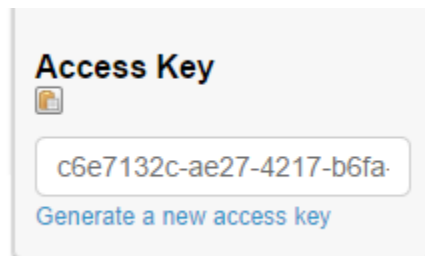 Access Key
c6e7132c-ae27-4217-b6fa-
Generate a new access key